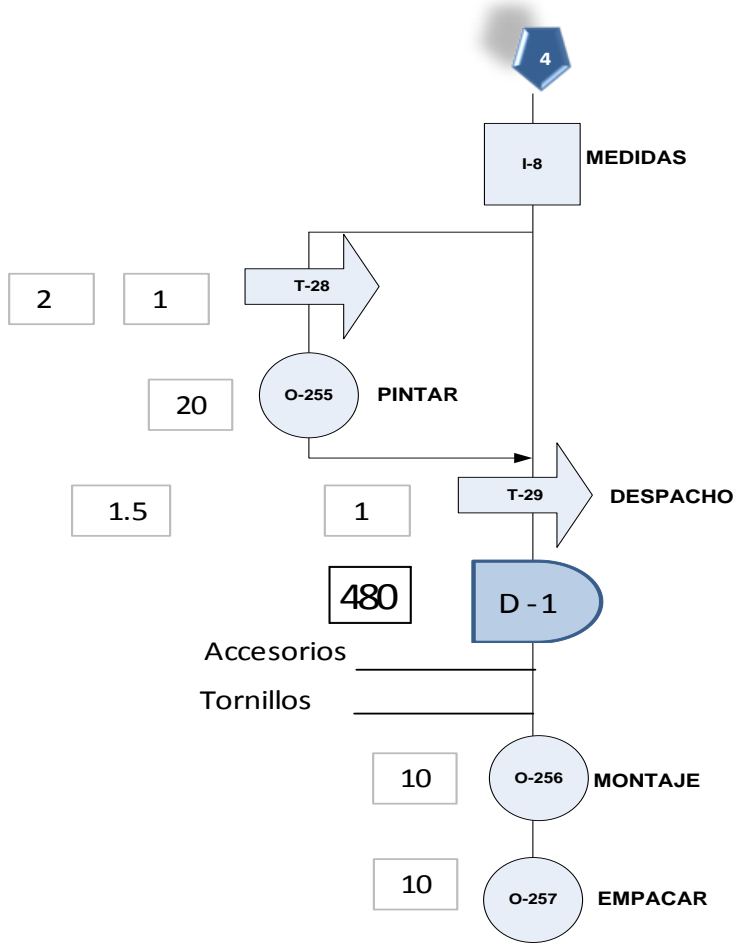 4
I-8 MEDIDAS
2 1 T-28
20 O-255 PINTAR
1.5 1 T-29 DESPACHO
480 D-1
Accesorios
Tornillos
10 O-256 MONTAJE
10 O-257 EMPACAR